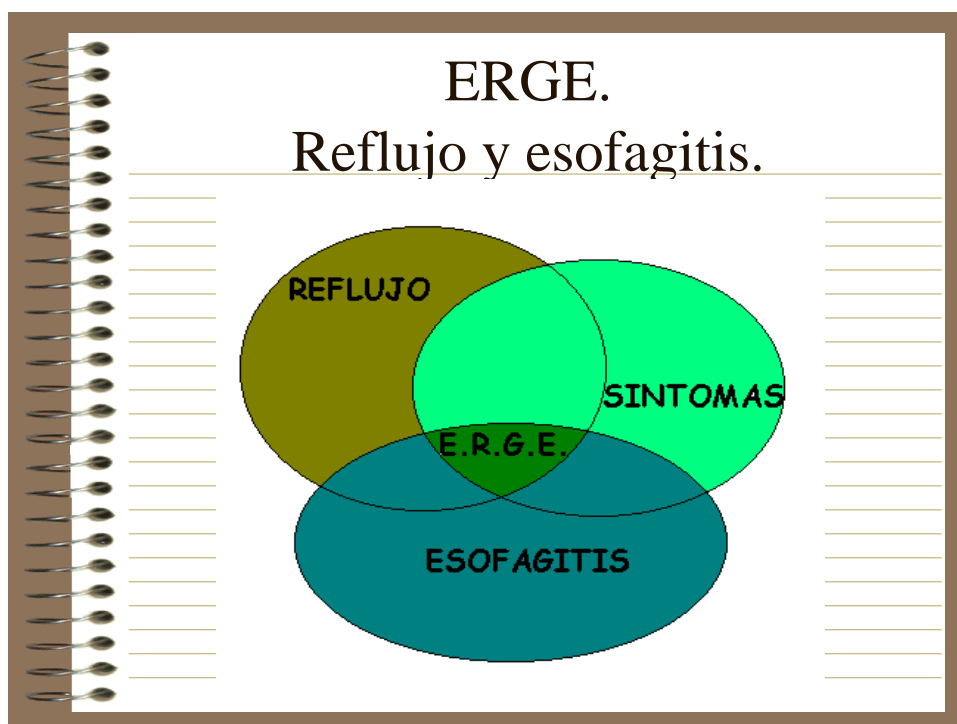 ERGE.
Reflujo y esofagitis.
REFLUJO
SINTOMAS
E.R.G.E.
ESOFAGITIS